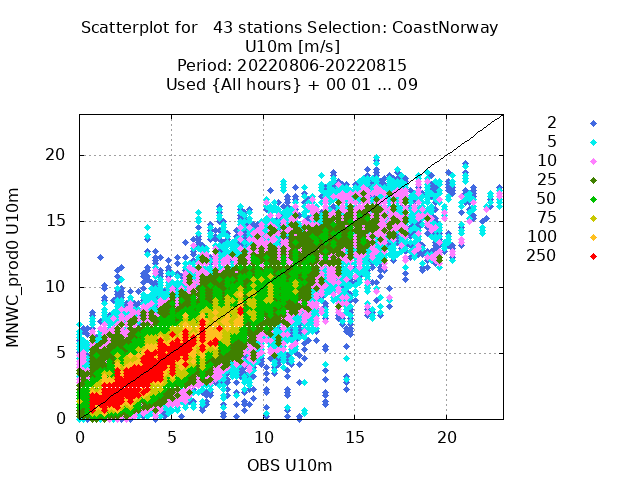 Scatterplot for   43 stations Selection: CoastNorway
U10m [m/s]
Period: 20220806-20220815
Used {All hours} + 00 01 ... 09
2
5
10
25
50
75
100
250
MNWC_prod0 U10m
20
15
10
5
0
0 5 10 15 20
OBS U10m